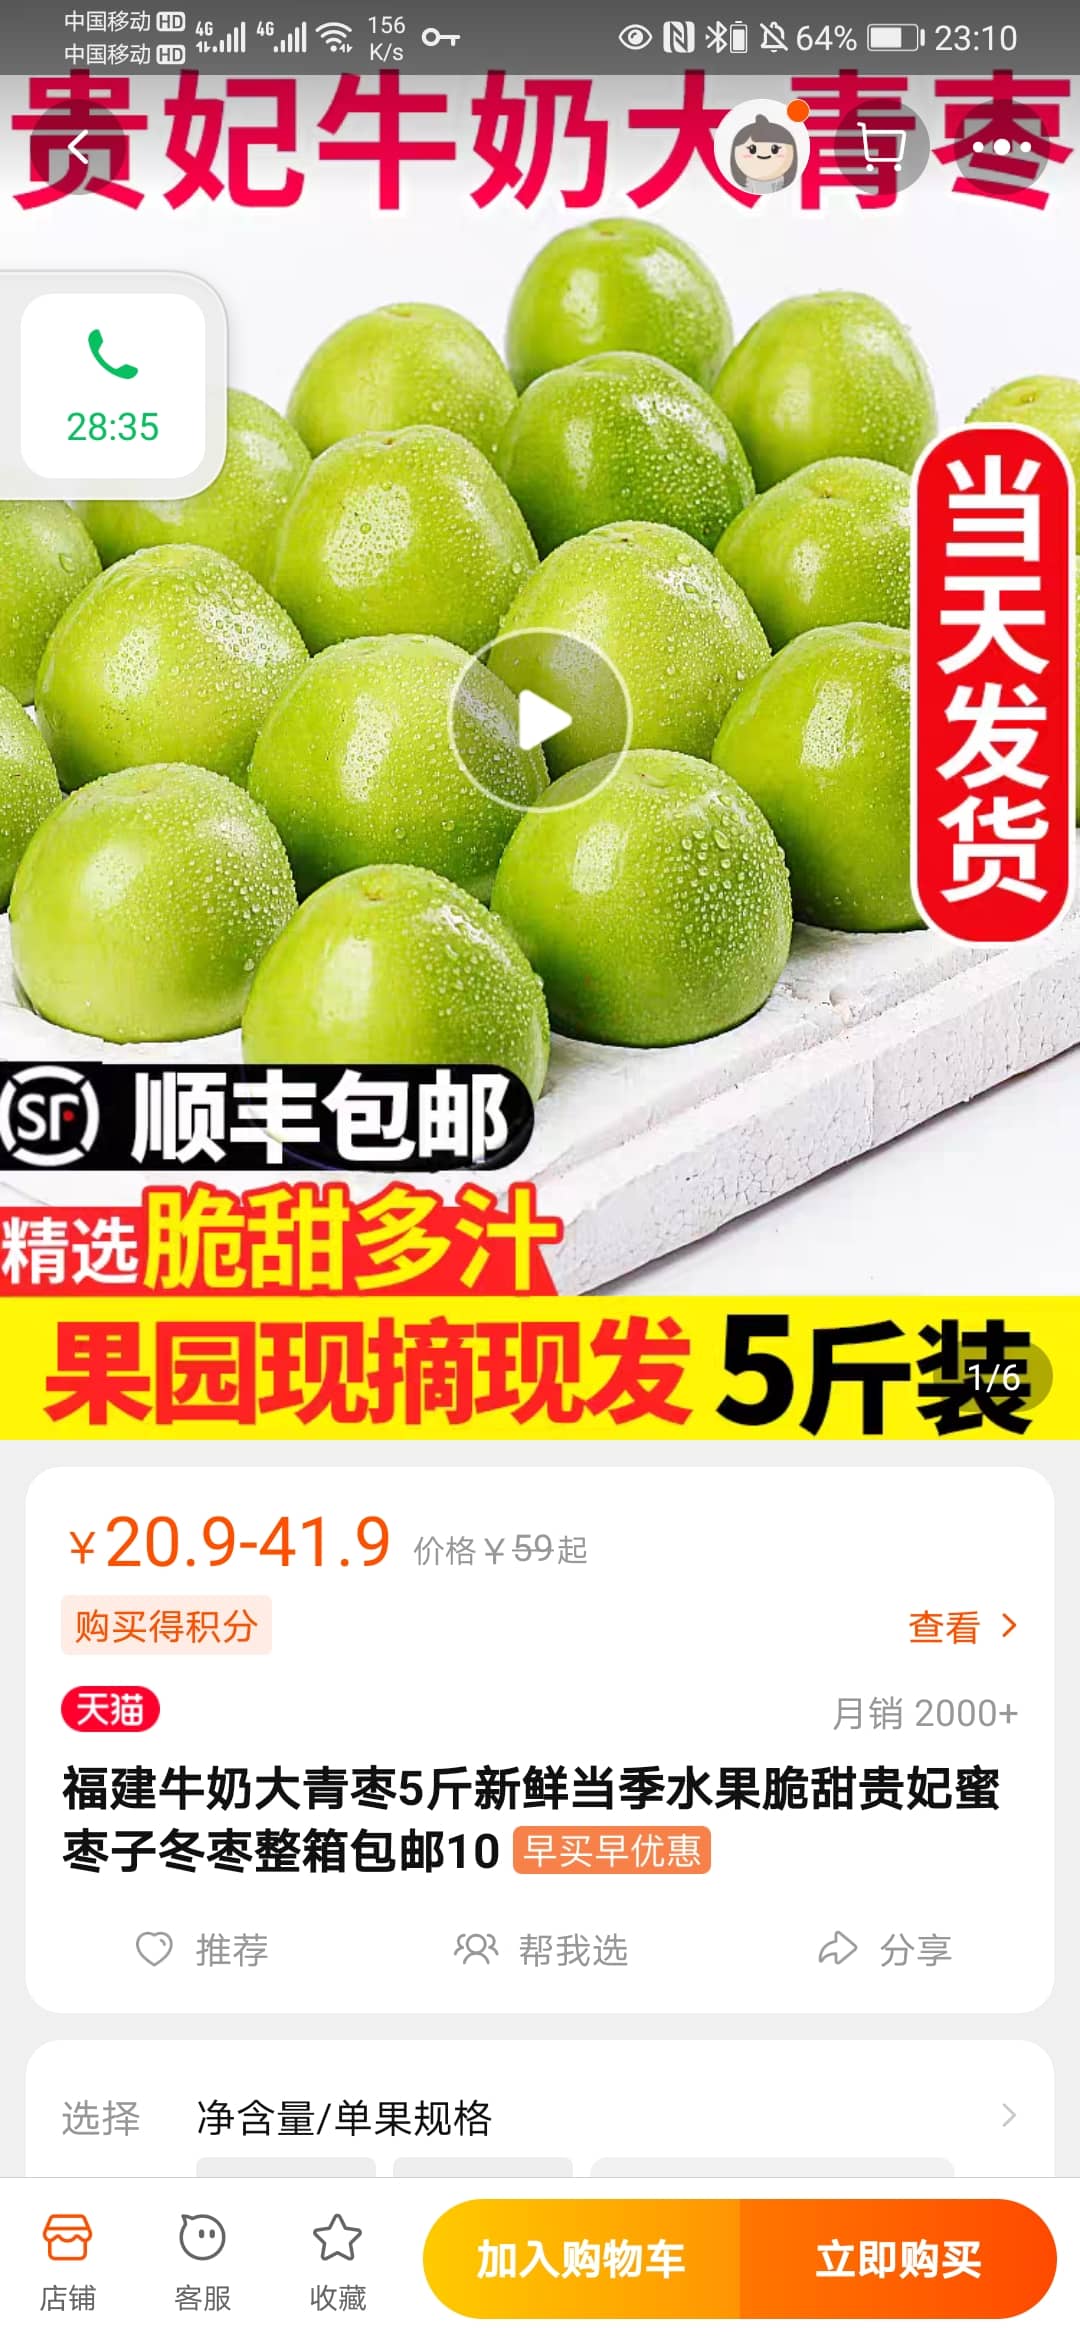 中国移动 HD 4G 4G 156 K/s 64% 23:10
中国移动 HD
贵妃牛奶大青枣
28:35
当天发货
SF 顺丰包邮
精选脆甜多汁
果园现摘现发 5斤装
1/6
¥20.9-41.9 价格¥59起
购买得积分 查看
天猫 月销 2000+
福建牛奶大青枣5斤新鲜当季水果脆甜贵妃蜜
枣子冬枣整箱包邮10 早买早优惠
推荐 帮我选 分享
选择 净含量/单果规格
店铺 客服 收藏 加入购物车 立即购买